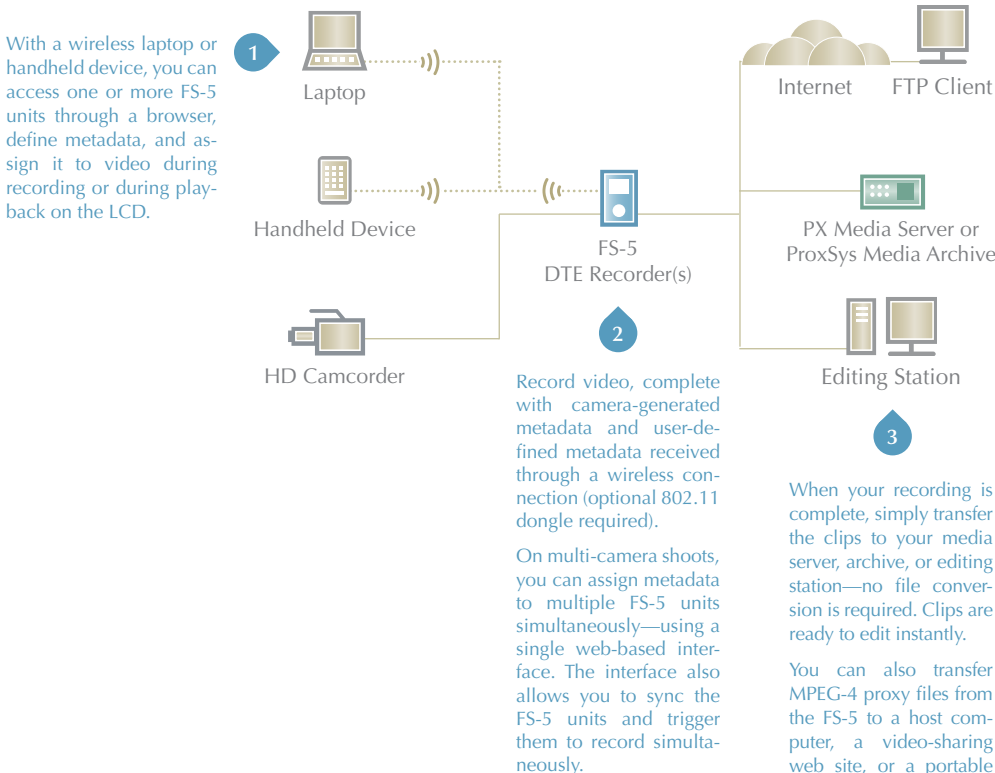 With a wireless laptop or
handheld device, you can
access one or more FS-5
units through a browser,
define metadata, and as-
sign it to video during
recording or during play-
back on the LCD.
1
Laptop
Handheld Device
HD Camcorder
FS-5
DTE Recorder(s)
Internet
FTP Client
PX Media Server or
ProxSys Media Archive
Editing Station
2
Record video, complete
with camera-generated
metadata and user-de-
fined metadata received
through a wireless con-
nection (optional 802.11
dongle required).
On multi-camera shoots,
you can assign metadata
to multiple FS-5 units
simultaneously—using a
single web-based inter-
face. The interface also
allows you to sync the
FS-5 units and trigger
them to record simulta-
neously.
3
When your recording is
complete, simply transfer
the clips to your media
server, archive, or editing
station—no file conver-
sion is required. Clips are
ready to edit instantly.
You can also transfer
MPEG-4 proxy files from
the FS-5 to a host com-
puter, a video-sharing
web site, or a portable